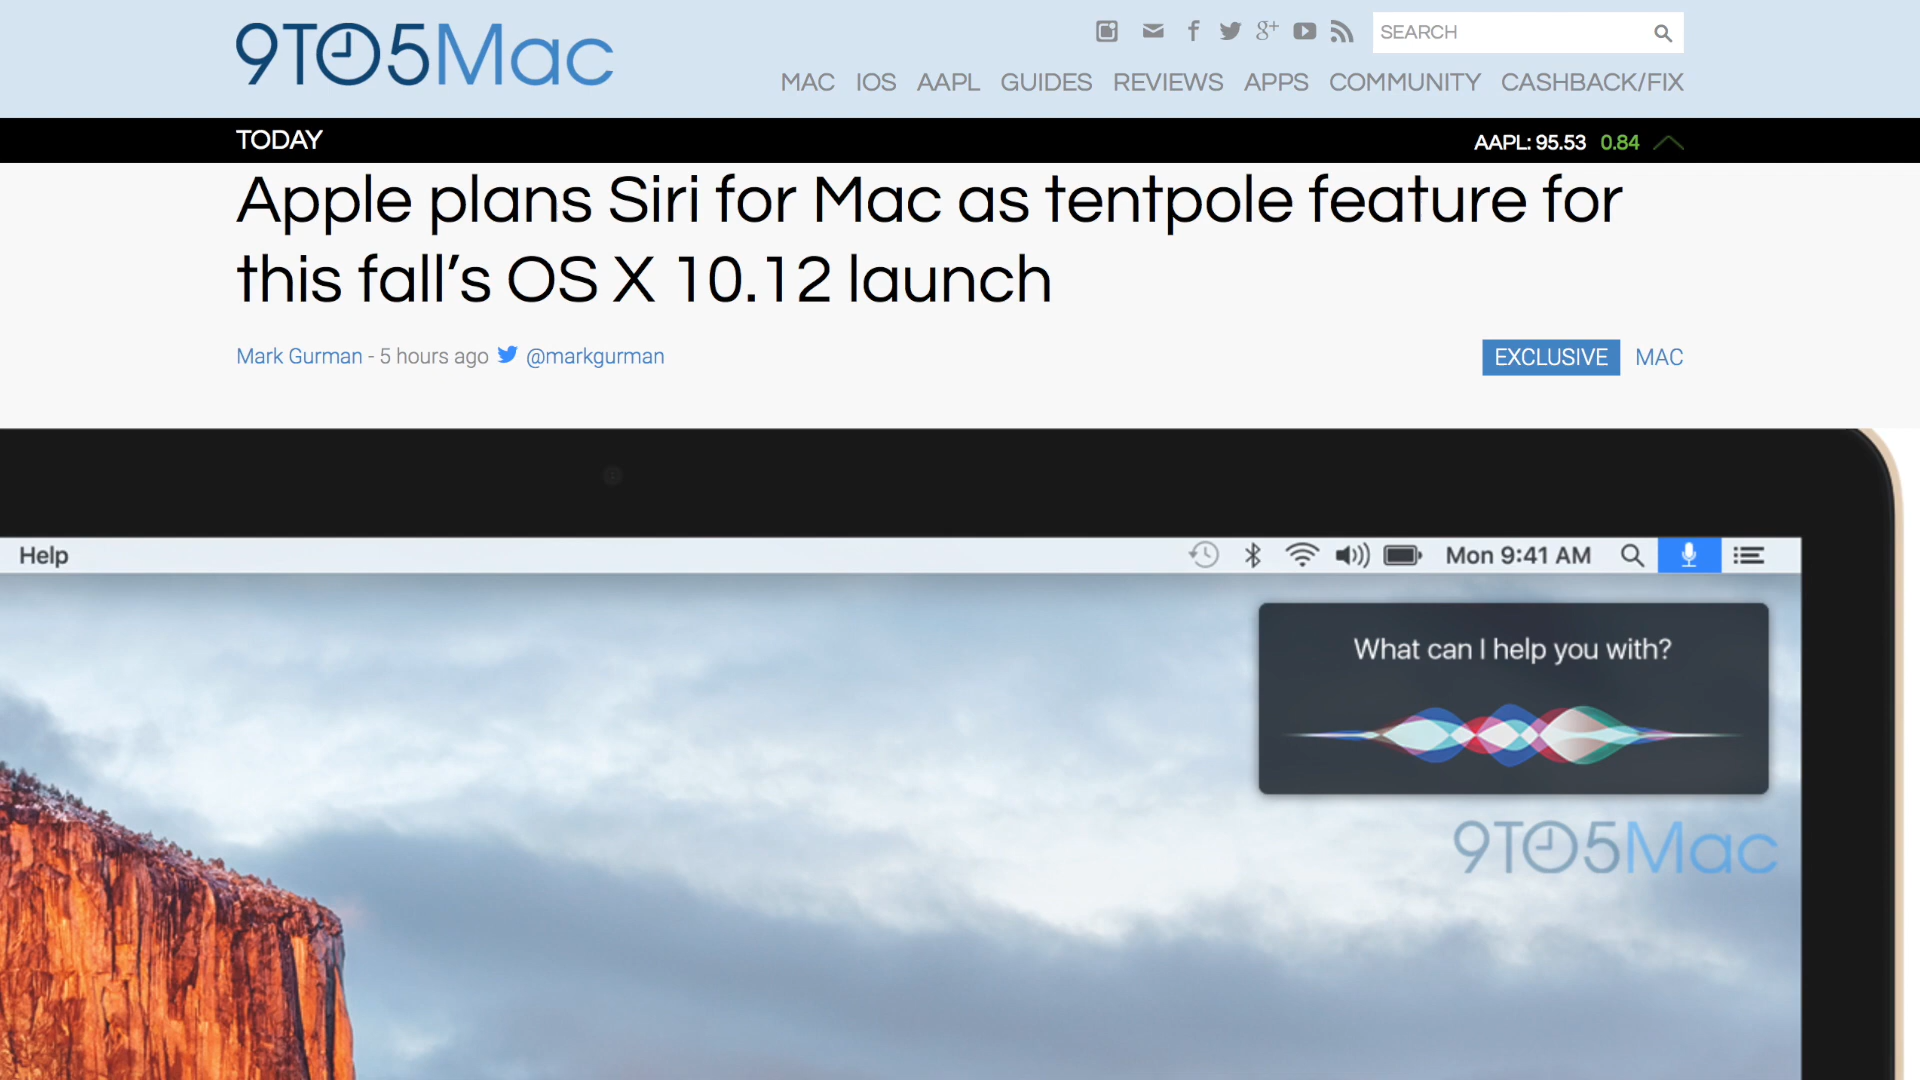 9TO5Mac
SEARCH
MAC IOS AAPL GUIDES REVIEWS APPS COMMUNITY CASHBACK/FIX
TODAY
AAPL: 95.53 0.84
Apple plans Siri for Mac as tentpole feature for
this fall’s OS X 10.12 launch
Mark Gurman - 5 hours ago @markgurman
EXCLUSIVE MAC
Help
Mon 9:41 AM
What can I help you with?
9TO5Mac